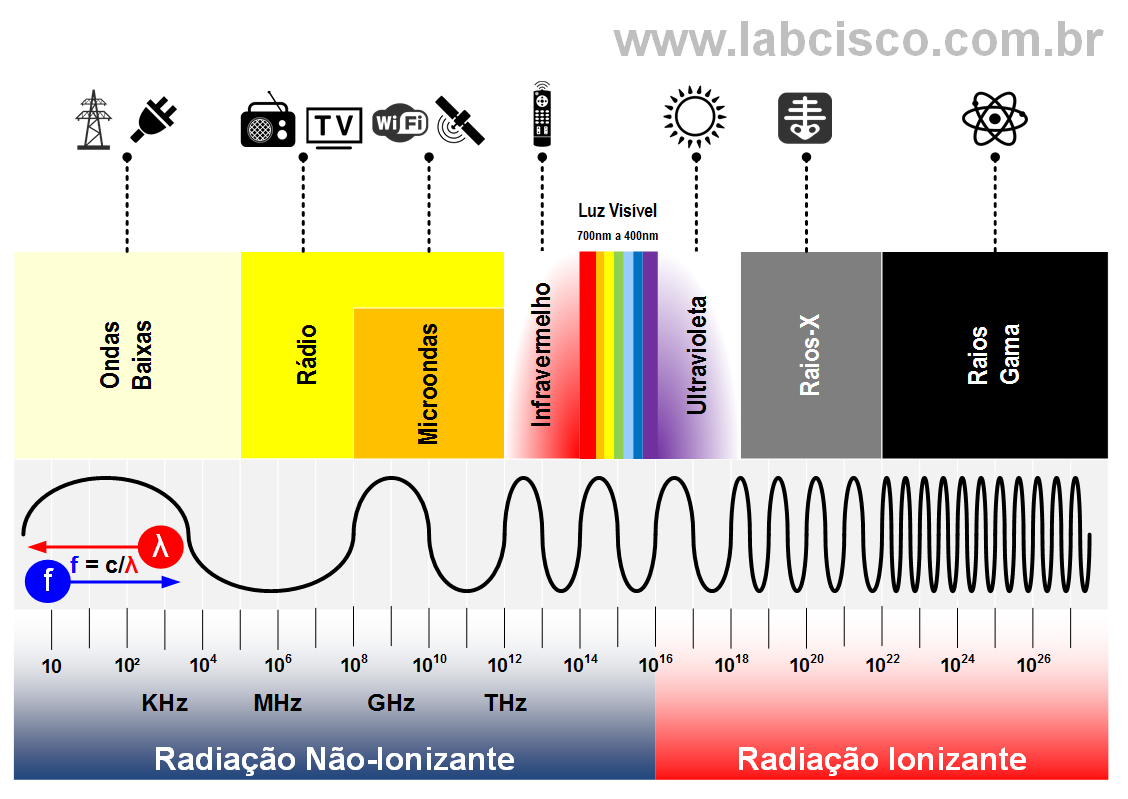 www.labcisco.com.br
TV
WiFi
Luz Visível
700nm a 400nm
Ondas
Baixas
Rádio
Microondas
Infravermelho
Ultravioleta
Raios-X
Raios
Gama
λ
f = c/λ
f
10 10² 10⁴ 10⁶ 10⁸ 10¹⁰ 10¹² 10¹⁴ 10¹⁶ 10¹⁸ 10²⁰ 10²² 10²⁴ 10²⁶
KHz MHz GHz THz
Radiação Não-Ionizante Radiação Ionizante